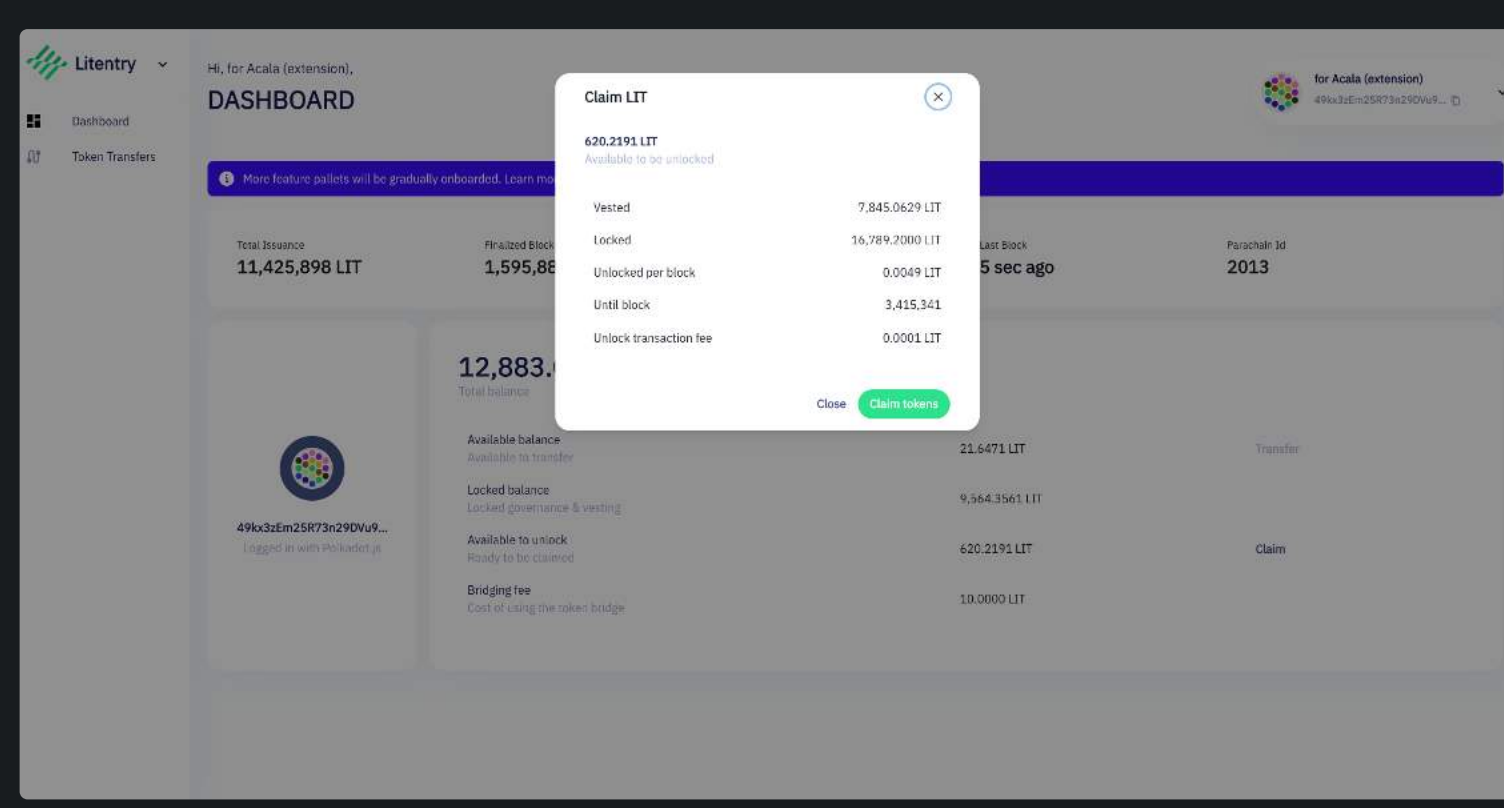 Litentry
Dashboard
Token Transfers
Hi, for Acala (extension),
DASHBOARD
for Acala (extension)
49kx3zEm25R73n29DVu9...
More feature pallets will be gradually onboarded. Learn mo
Total Issuance
11,425,898 LIT
Finalized Block
1,595,88
Last Block
5 sec ago
Parachain Id
2013
Claim LIT
620.2191 LIT
Available to be unlocked
Vested 7,845.0629 LIT
Locked 16,789.2000 LIT
Unlocked per block 0.0049 LIT
Until block 3,415,341
Unlock transaction fee 0.0001 LIT
Close Claim tokens
49kx3zEm25R73n29DVu9...
Logged in with Polkadot.js
12,883.
Total balance
Available balance
Available to transfer
21.6471 LIT
Transfer
Locked balance
Locked governance & vesting
9,564.3561 LIT
Available to unlock
Ready to be claimed
620.2191 LIT
Claim
Bridging fee
Cost of using the token bridge
10.0000 LIT